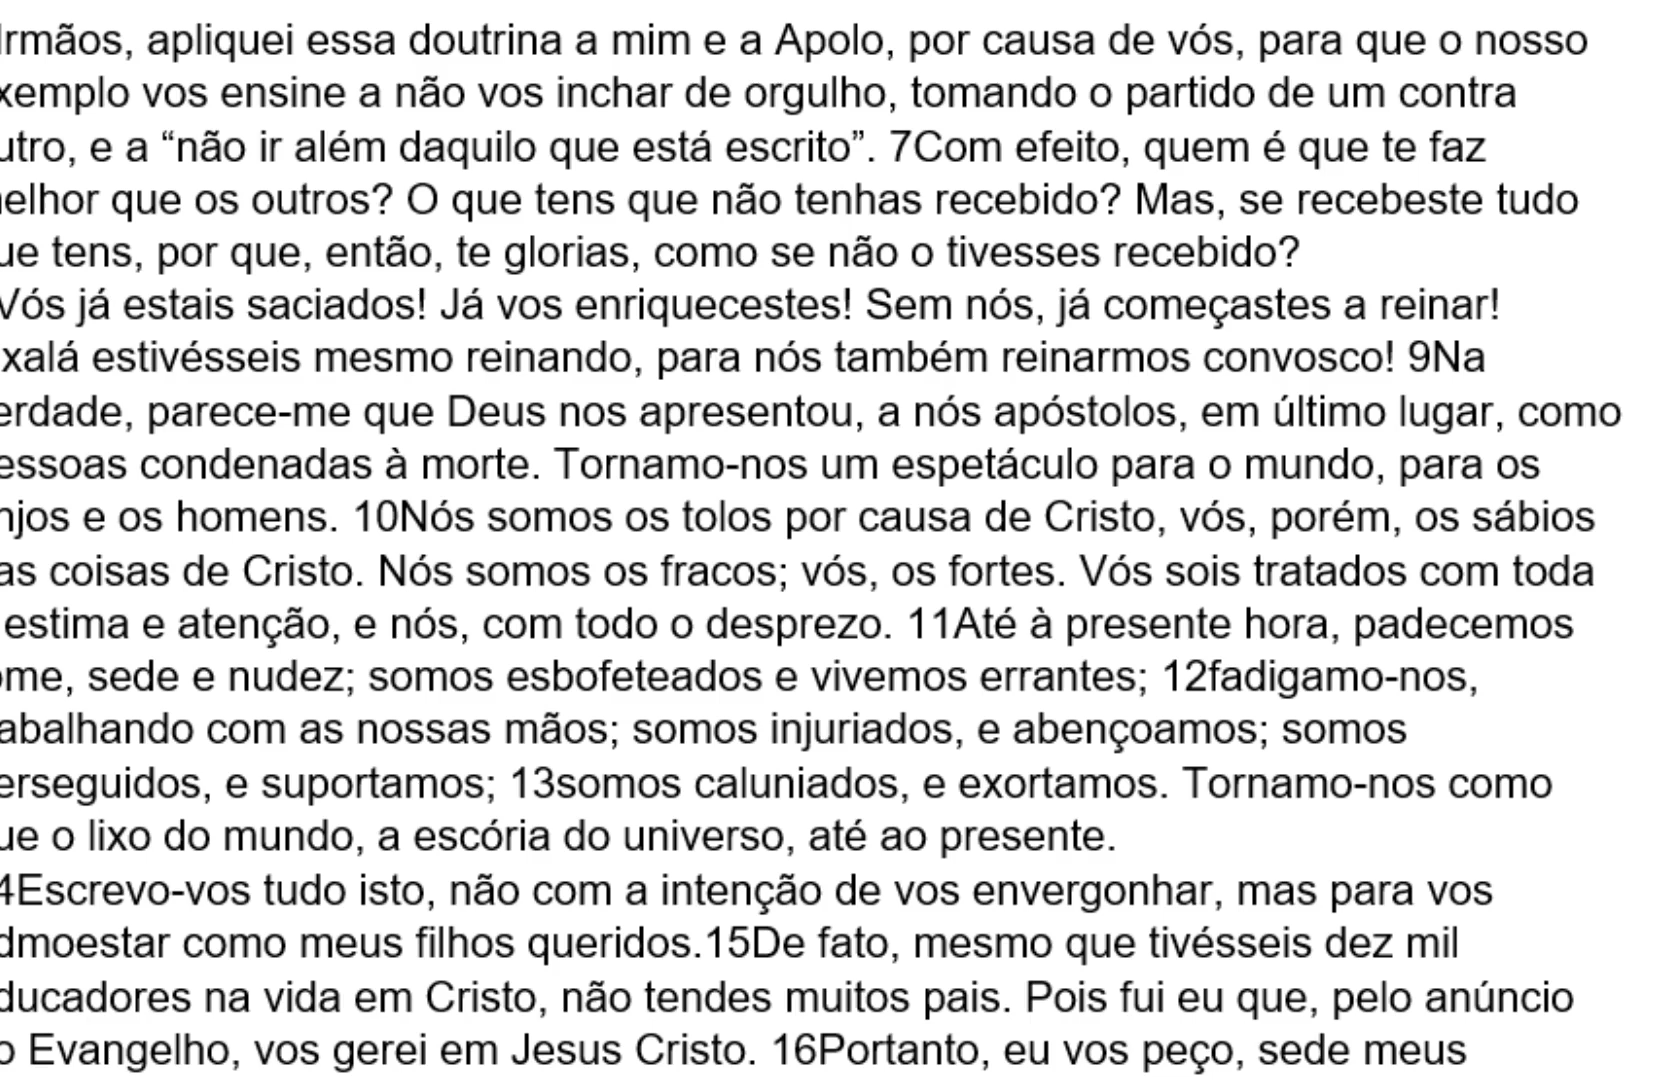 Irmãos, apliquei essa doutrina a mim e a Apolo, por causa de vós, para que o nosso
xemplo vos ensine a não vos inchar de orgulho, tomando o partido de um contra
utro, e a “não ir além daquilo que está escrito”. 7Com efeito, quem é que te faz
elhor que os outros? O que tens que não tenhas recebido? Mas, se recebeste tudo
ue tens, por que, então, te glorias, como se não o tivesses recebido?
Vós já estais saciados! Já vos enriquecestes! Sem nós, já começastes a reinar!
xalá estivésseis mesmo reinando, para nós também reinarmos convosco! 9Na
erdade, parece-me que Deus nos apresentou, a nós apóstolos, em último lugar, como
essoas condenadas à morte. Tornamo-nos um espetáculo para o mundo, para os
njos e os homens. 10Nós somos os tolos por causa de Cristo, vós, porém, os sábios
as coisas de Cristo. Nós somos os fracos; vós, os fortes. Vós sois tratados com toda
estima e atenção, e nós, com todo o desprezo. 11Até à presente hora, padecemos
ome, sede e nudez; somos esbofeteados e vivemos errantes; 12fadigamo-nos,
abalhando com as nossas mãos; somos injuriados, e abençoamos; somos
erseguidos, e suportamos; 13somos caluniados, e exortamos. Tornamo-nos como
ue o lixo do mundo, a escória do universo, até ao presente.
4Escrevo-vos tudo isto, não com a intenção de vos envergonhar, mas para vos
dmoestar como meus filhos queridos.15De fato, mesmo que tivésseis dez mil
ducadores na vida em Cristo, não tendes muitos pais. Pois fui eu que, pelo anúncio
o Evangelho, vos gerei em Jesus Cristo. 16Portanto, eu vos peço, sede meus